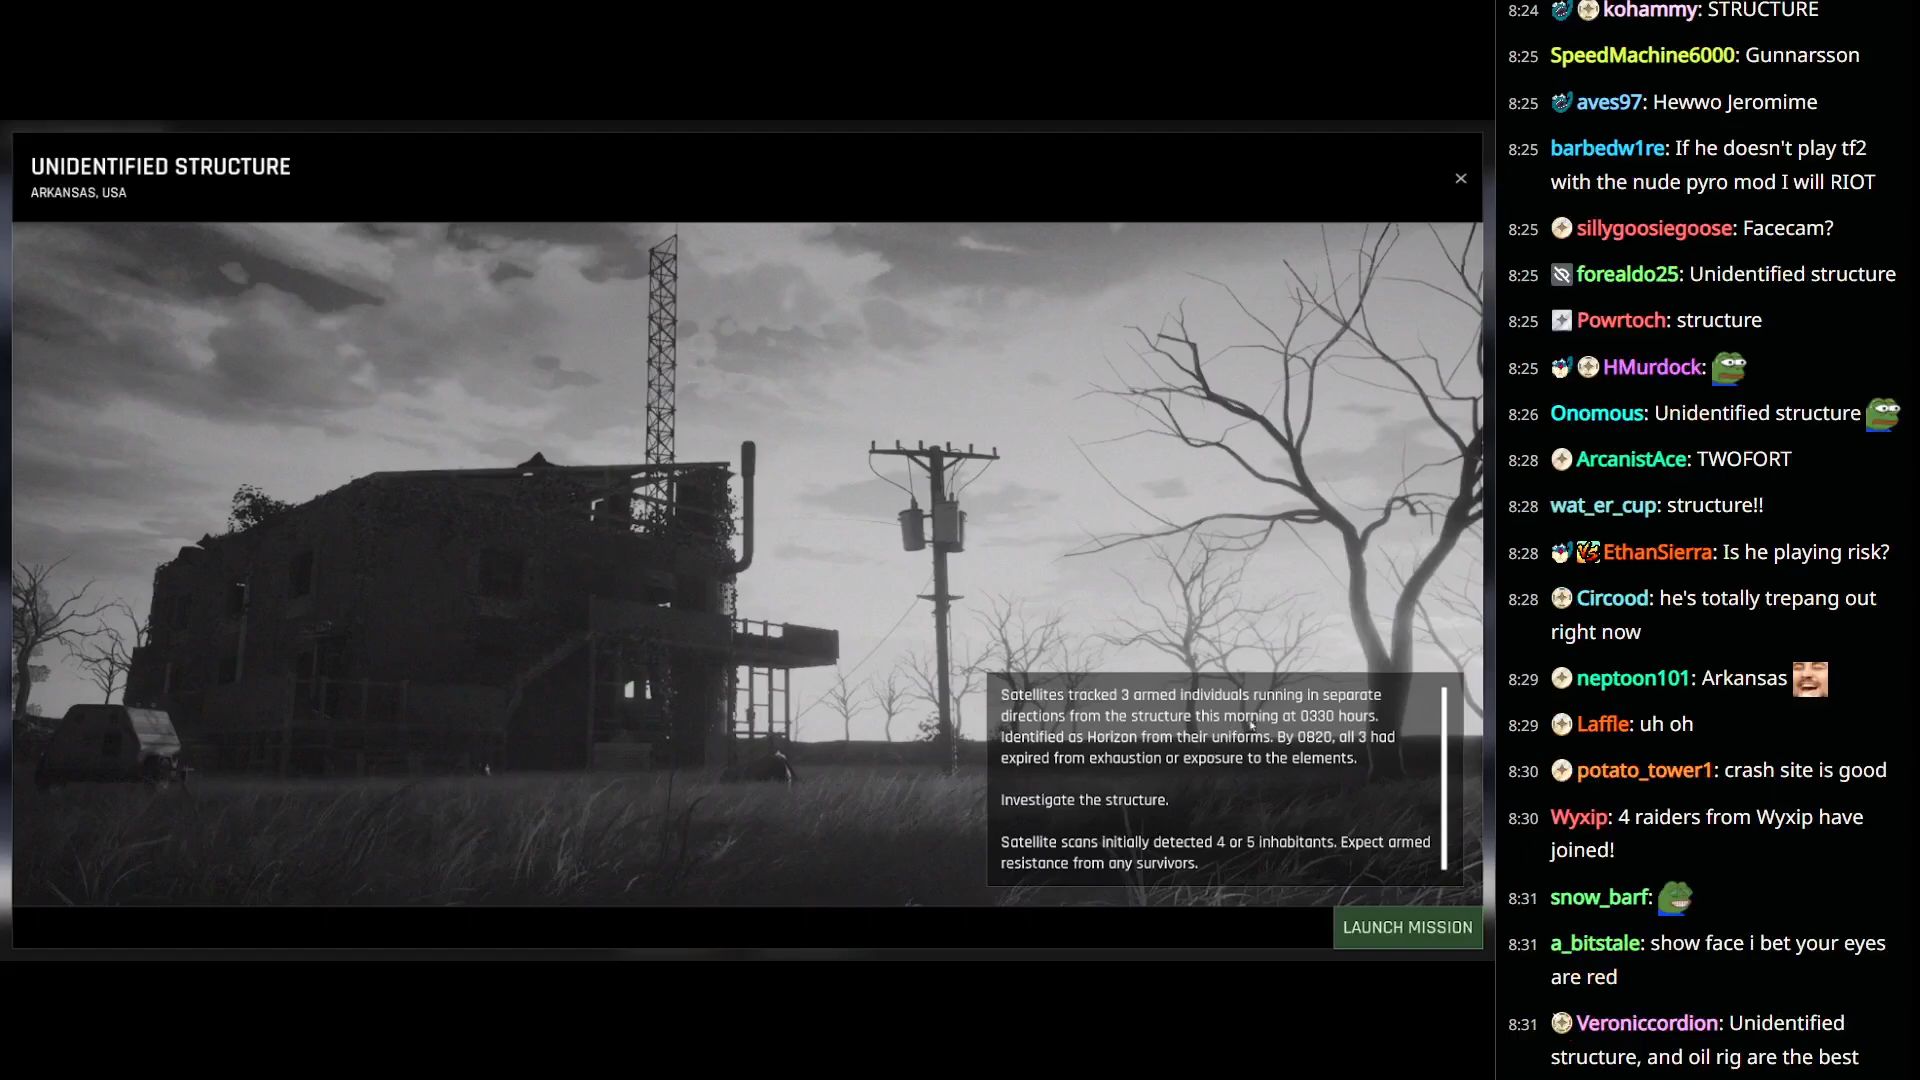 UNIDENTIFIED STRUCTURE
ARKANSAS, USA
Satellites tracked 3 armed individuals running in separate
directions from the structure this morning at 0330 hours.
Identified as Horizon from their uniforms. By 0820, all 3 had
expired from exhaustion or exposure to the elements.
Investigate the structure.
Satellite scans initially detected 4 or 5 inhabitants. Expect armed
resistance from any survivors.
LAUNCH MISSION
8:24 kohammy: STRUCTURE
8:25 SpeedMachine6000: Gunnarsson
8:25 aves97: Hewwo Jeromime
8:25 barbedw1re: If he doesn't play tf2
with the nude pyro mod I will RIOT
8:25 sillygoosiegoose: Facecam?
8:25 forealdo25: Unidentified structure
8:25 Powrtoch: structure
8:25 HMurdock:
8:26 Onomous: Unidentified structure
8:28 ArcanistAce: TWOFORT
8:28 wat_er_cup: structure!!
8:28 EthanSierra: Is he playing risk?
8:28 Circood: he's totally trepang out
right now
8:29 neptoon101: Arkansas
8:29 Laffle: uh oh
8:30 potato_tower1: crash site is good
8:30 Wyxip: 4 raiders from Wyxip have
joined!
8:31 snow_barf:
8:31 a_bitstale: show face i bet your eyes
are red
8:31 Veroniccordion: Unidentified
structure, and oil rig are the best